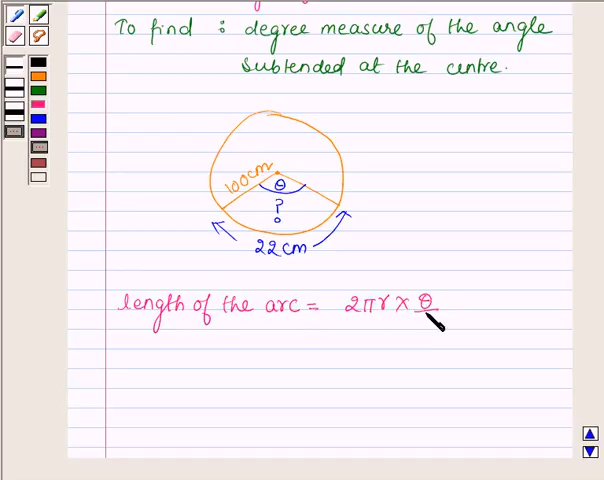 To find : degree measure of the angle
subtended at the centre.
100cm
θ
?
22cm
length of the arc = 2πr × θ